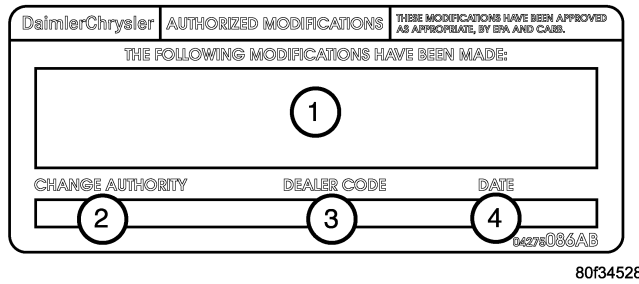 DaimlerChrysler AUTHORIZED MODIFICATIONS THESE MODIFICATIONS HAVE BEEN APPROVED
AS APPROPRIATE, BY EPA AND CARB.
THE FOLLOWING MODIFICATIONS HAVE BEEN MADE:
1
CHANGE AUTHORITY DEALER CODE DATE
2 3 4
04275086AB
80f34528